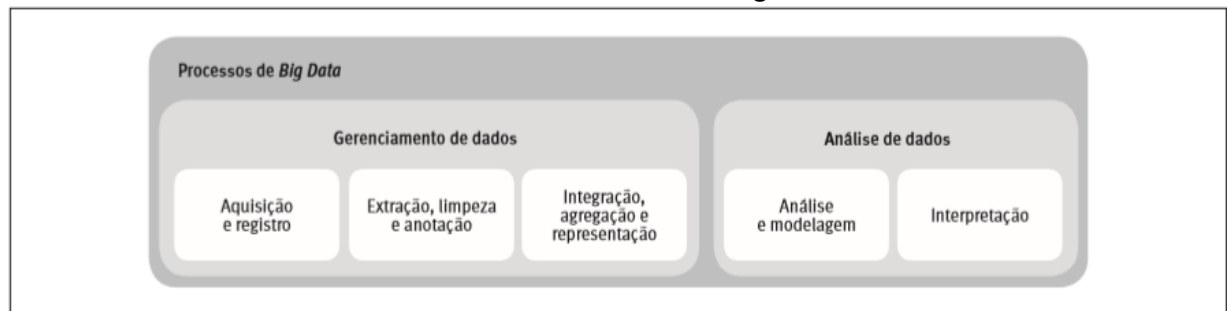 Processos de Big Data
Gerenciamento de dados
Análise de dados
Aquisição
e registro
Extração, limpeza
e anotação
Integração,
agregação e
representação
Análise
e modelagem
Interpretação